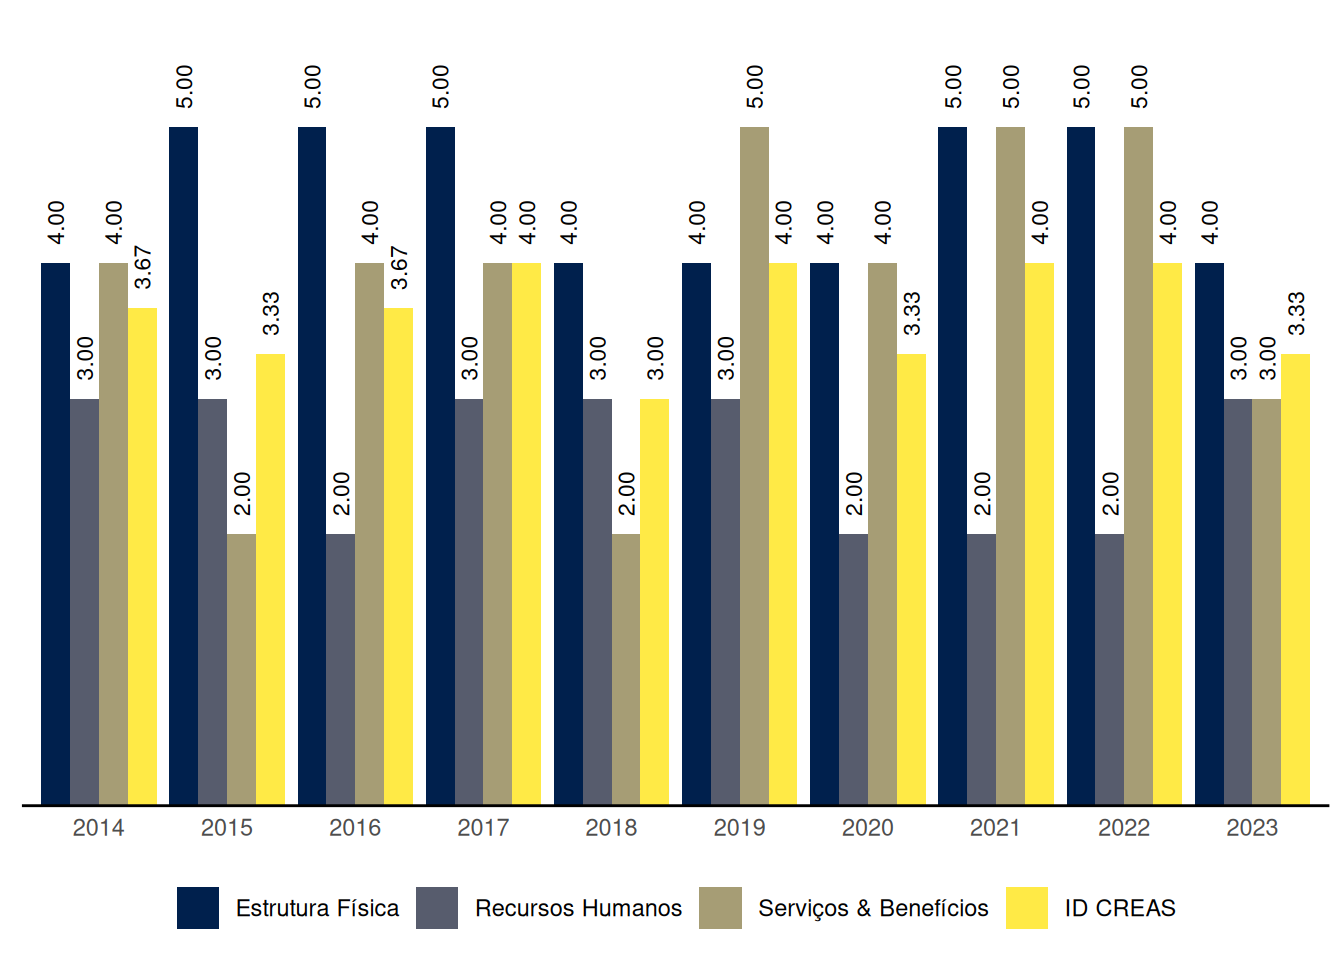 4.00 3.00 4.00 3.67 5.00 3.00 2.00 3.33 5.00 2.00 4.00 3.67 5.00 3.00 4.00 4.00 4.00 3.00 2.00 3.00 4.00 3.00 5.00 4.00 4.00 2.00 4.00 3.33 5.00 2.00 5.00 4.00 5.00 2.00 5.00 4.00 4.00 3.00 3.00 3.33
2014 2015 2016 2017 2018 2019 2020 2021 2022 2023
Estrutura Física Recursos Humanos Serviços & Benefícios ID CREAS